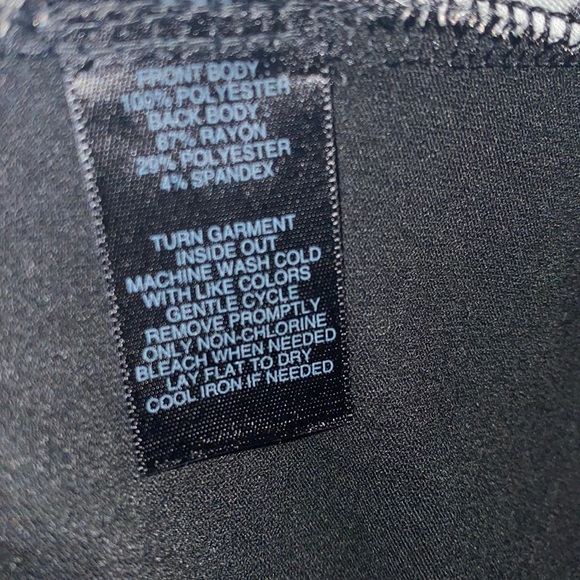 FRONT BODY
100% POLYESTER
BACK BODY
67% RAYON
29% POLYESTER
4% SPANDEX
TURN GARMENT
INSIDE OUT
MACHINE WASH COLD
WITH LIKE COLORS
GENTLE CYCLE
REMOVE PROMPTLY
ONLY NON-CHLORINE
BLEACH WHEN NEEDED
LAY FLAT TO DRY
COOL IRON IF NEEDED